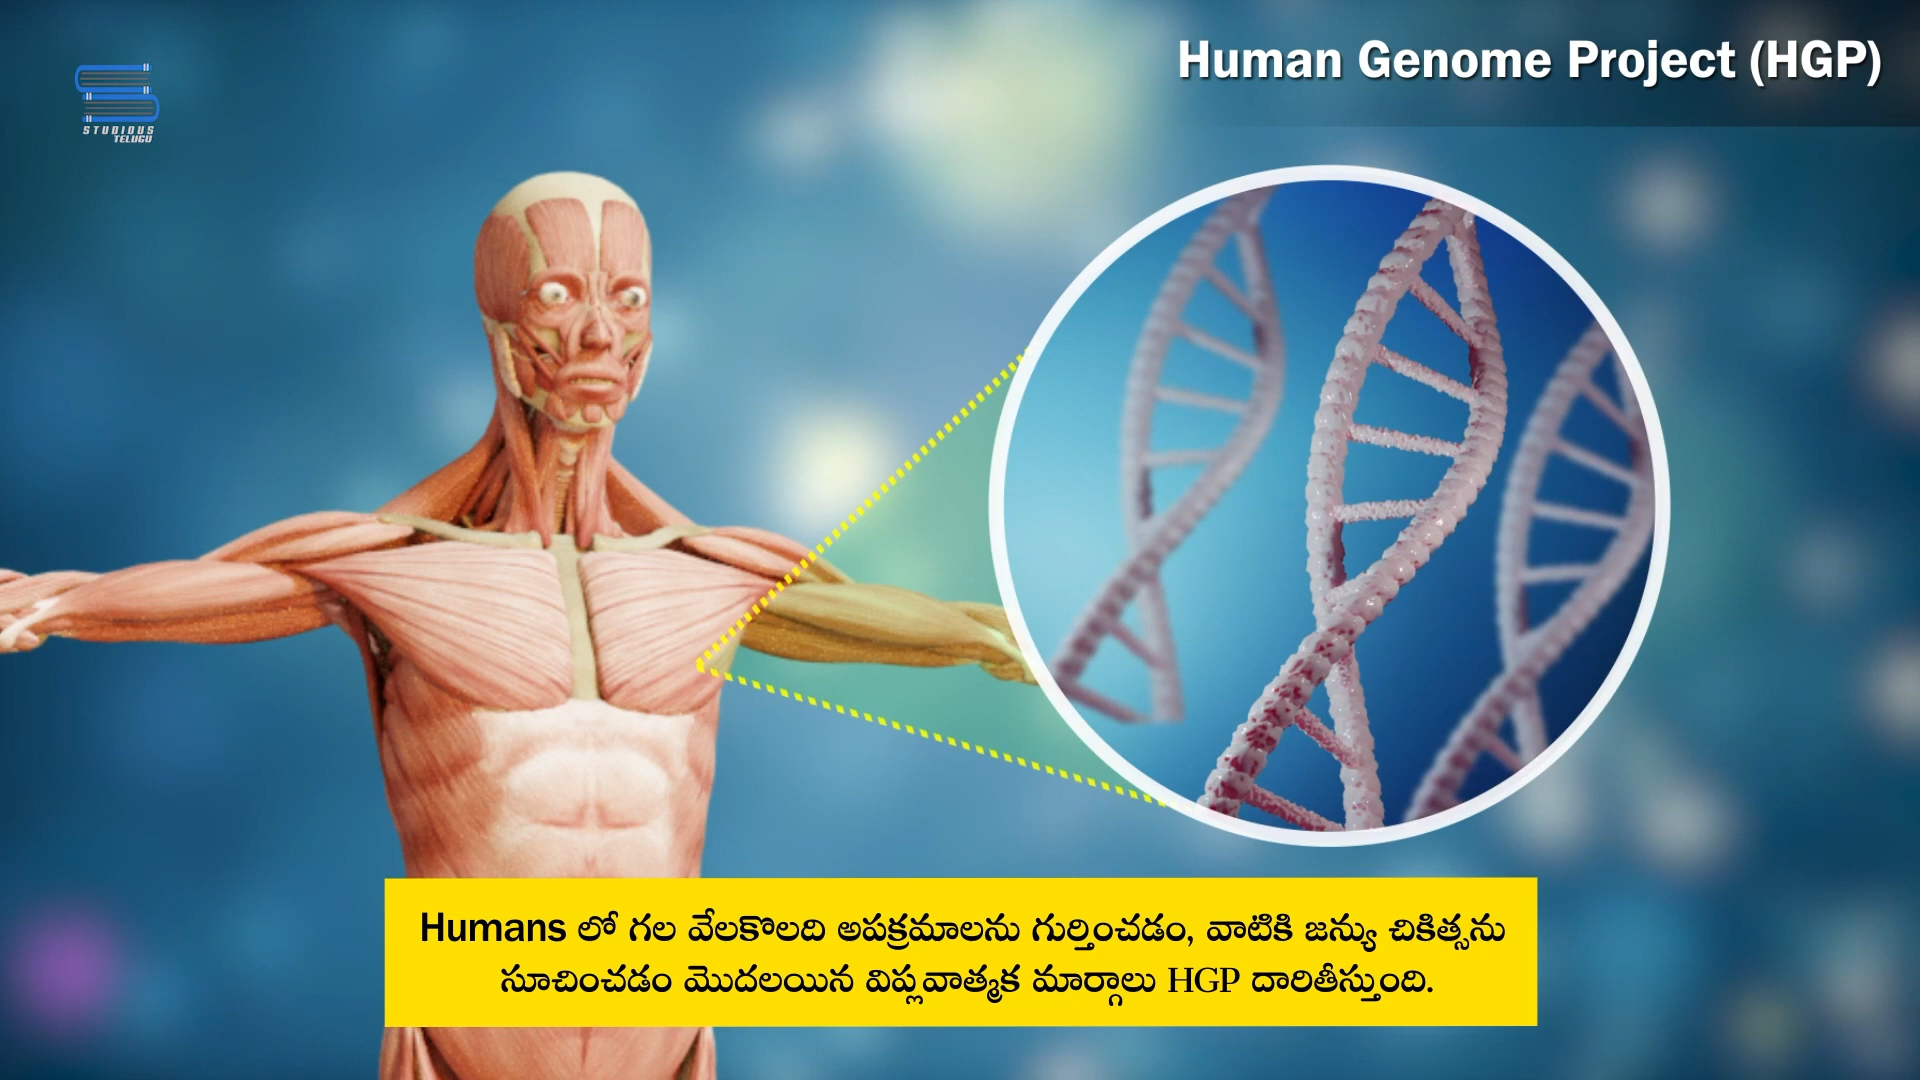 Human Genome Project (HGP)
STUDIOUS
TELUGU
Humans లో గల వేలకొలది అపక్రమాలను గుర్తించడం, వాటికి జన్యు చికిత్సను
సూచించడం మొదలయిన విప్లవాత్మక మార్గాలు HGP దారితీస్తుంది.